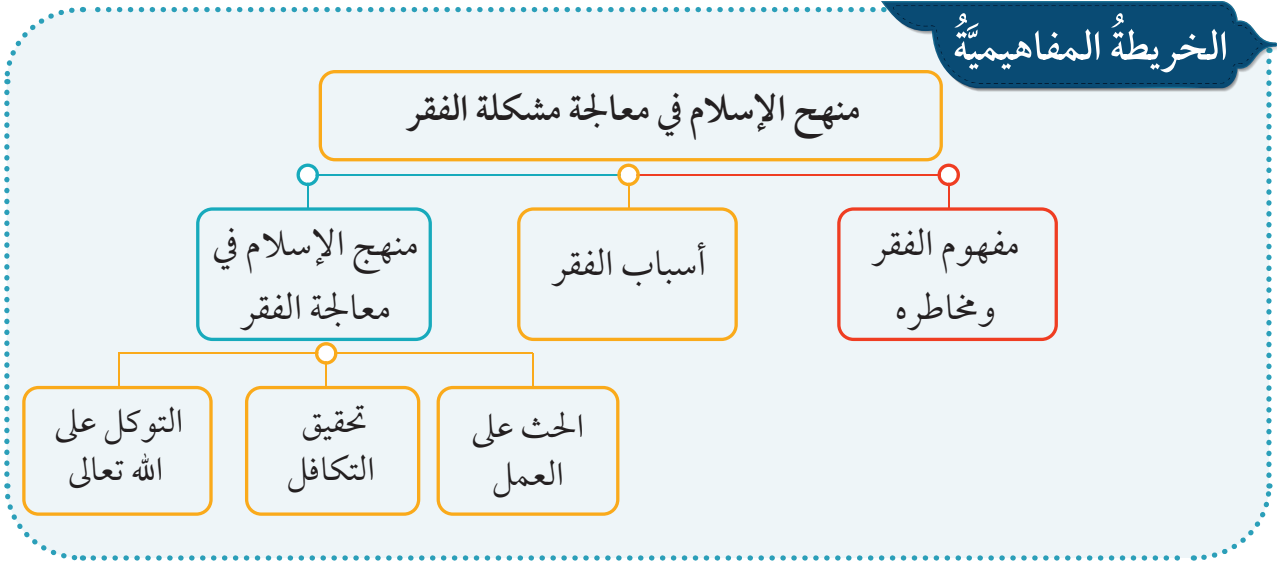 الخريطةُ المفاهيميَّةُ
منهح الإسلام في معالجة مشكلة الفقر
مفهوم الفقر
ومخاطره
أسباب الفقر
منهج الإسلام في
معالجة الفقر
الحث على
العمل
تحقيق
التكافل
التوكل على
الله تعالى